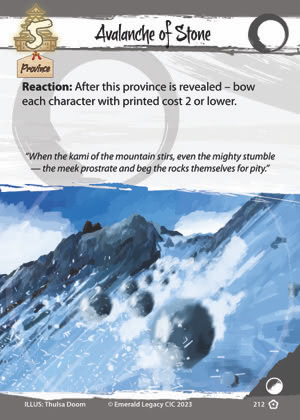 Avalanche of Stone
5
Province
Reaction: After this province is revealed – bow
each character with printed cost 2 or lower.
“When the kami of the mountain stirs, even the mighty stumble
— the meek prostrate and beg the rocks themselves for pity.”
ILLUS: Thulsa Doom © Emerald Legacy CIC 2023 212